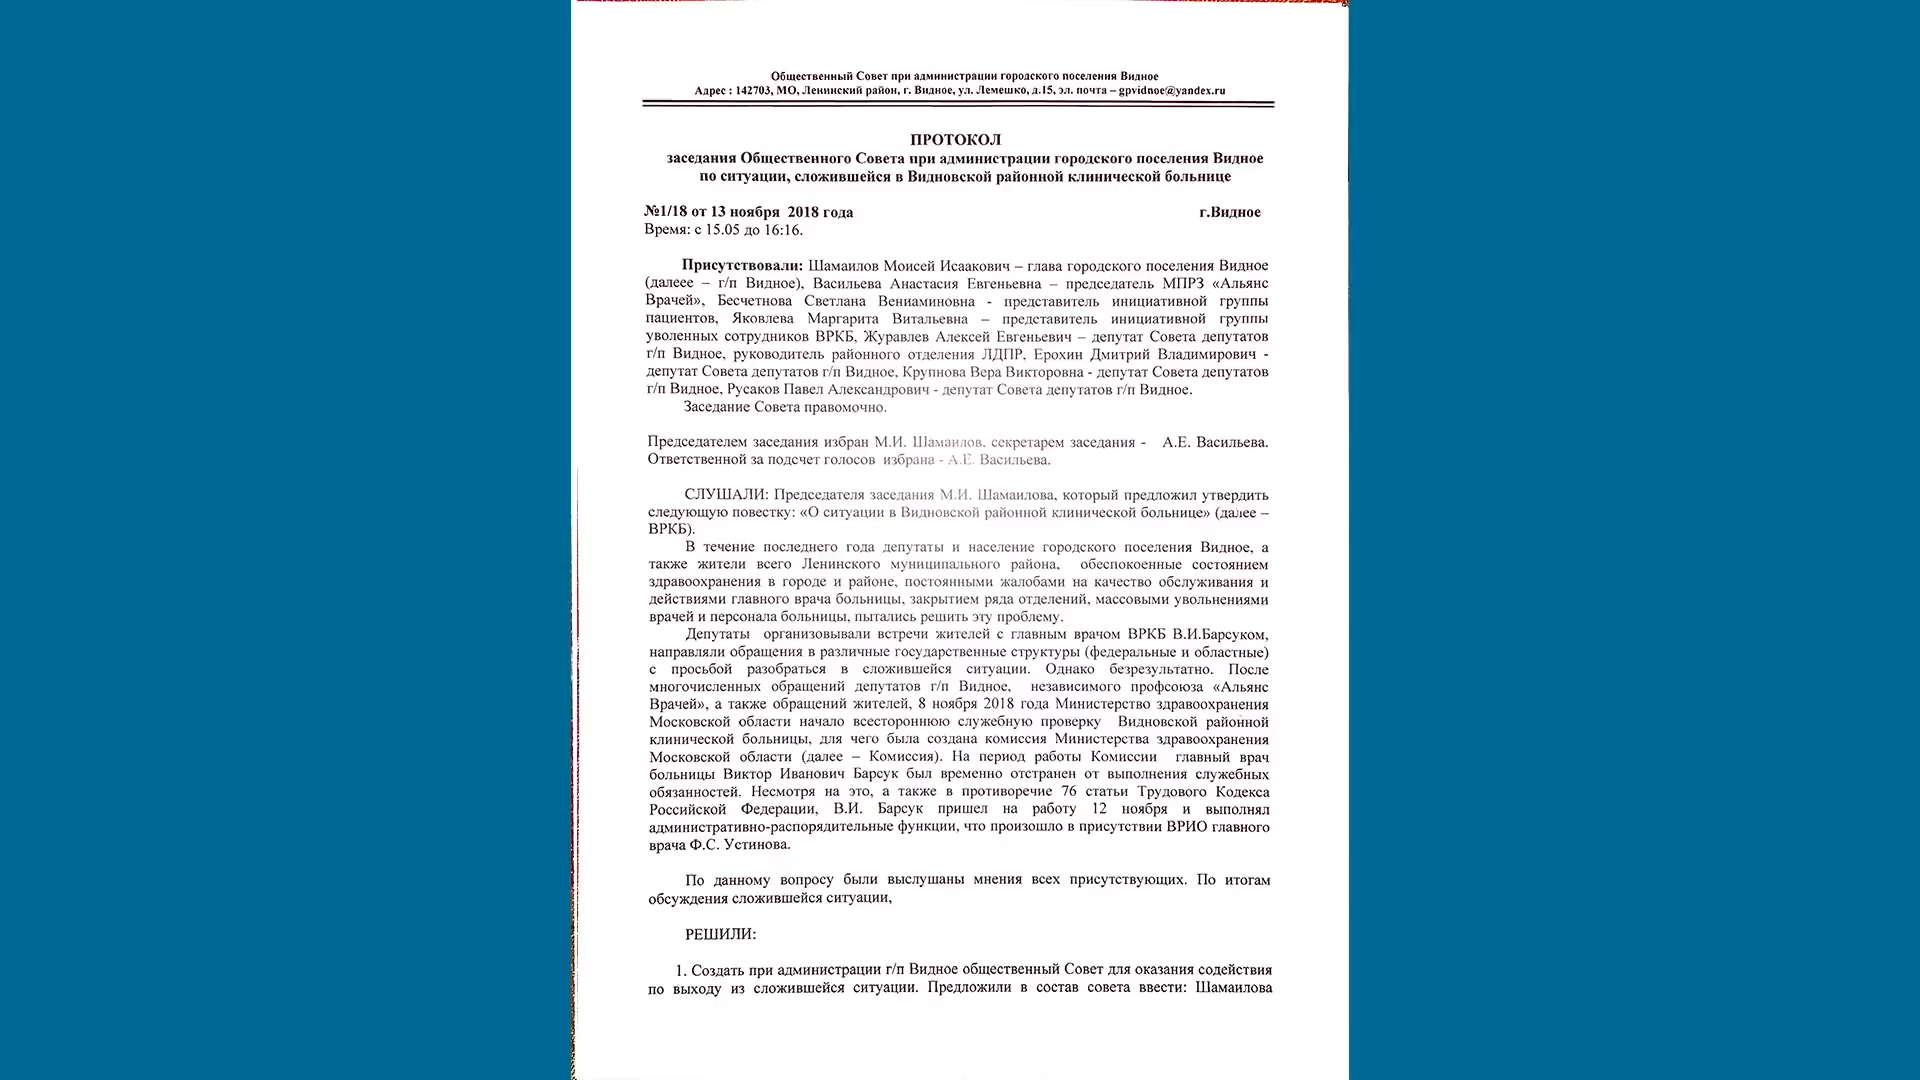 Общественный Совет при администрации городского поселения Видное
Адрес : 142703, МО, Ленинский район, г. Видное, ул. Лемешко, д.15, эл. почта – gpvidnoe@yandex.ru
ПРОТОКОЛ
заседания Общественного Совета при администрации городского поселения Видное
по ситуации, сложившейся в Видновской районной клинической больнице
№1/18 от 13 ноября 2018 года г.Видное
Время: с 15.05 до 16:16.
Присутствовали: Шамаилов Моисей Исаакович – глава городского поселения Видное
(далеее – г/п Видное), Васильева Анастасия Евгеньевна – председатель МПРЗ «Альянс
Врачей», Бесчетнова Светлана Вениаминовна - представитель инициативной группы
пациентов, Яковлева Маргарита Витальевна – представитель инициативной группы
уволенных сотрудников ВРКБ, Журавлев Алексей Евгеньевич – депутат Совета депутатов
г/п Видное, руководитель районного отделения ЛДПР, Ерохин Дмитрий Владимирович -
депутат Совета депутатов г/п Видное, Крупнова Вера Викторовна - депутат Совета депутатов
г/п Видное, Русаков Павел Александрович - депутат Совета депутатов г/п Видное.
Заседание Совета правомочно.
Председателем заседания избран М.И. Шамаилов, секретарем заседания - А.Е. Васильева.
Ответственной за подсчет голосов избрана - А.Е. Васильева.
СЛУШАЛИ: Председателя заседания М.И. Шамаилова, который предложил утвердить
следующую повестку: «О ситуации в Видновской районной клинической больнице» (далее –
ВРКБ).
В течение последнего года депутаты и население городского поселения Видное, а
также жители всего Ленинского муниципального района, обеспокоенные состоянием
здравоохранения в городе и районе, постоянными жалобами на качество обслуживания и
действиями главного врача больницы, закрытием ряда отделений, массовыми увольнениями
врачей и персонала больницы, пытались решить эту проблему.
Депутаты организовывали встречи жителей с главным врачом ВРКБ В.И.Барсуком,
направляли обращения в различные государственные структуры (федеральные и областные)
с просьбой разобраться в сложившейся ситуации. Однако безрезультатно. После
многочисленных обращений депутатов г/п Видное, независимого профсоюза «Альянс
Врачей», а также обращений жителей, 8 ноября 2018 года Министерство здравоохранения
Московской области начало всестороннюю служебную проверку Видновской районной
клинической больницы, для чего была создана комиссия Министерства здравоохранения
Московской области (далее – Комиссия). На период работы Комиссии главный врач
больницы Виктор Иванович Барсук был временно отстранен от выполнения служебных
обязанностей. Несмотря на это, а также в противоречие 76 статьи Трудового Кодекса
Российской Федерации, В.И. Барсук пришел на работу 12 ноября и выполнял
административно-распорядительные функции, что произошло в присутствии ВРИО главного
врача Ф.С. Устинова.
По данному вопросу были выслушаны мнения всех присутствующих. По итогам
обсуждения сложившейся ситуации,
РЕШИЛИ:
1. Создать при администрации г/п Видное общественный Совет для оказания содействия
по выходу из сложившейся ситуации. Предложили в состав совета ввести: Шамаилова